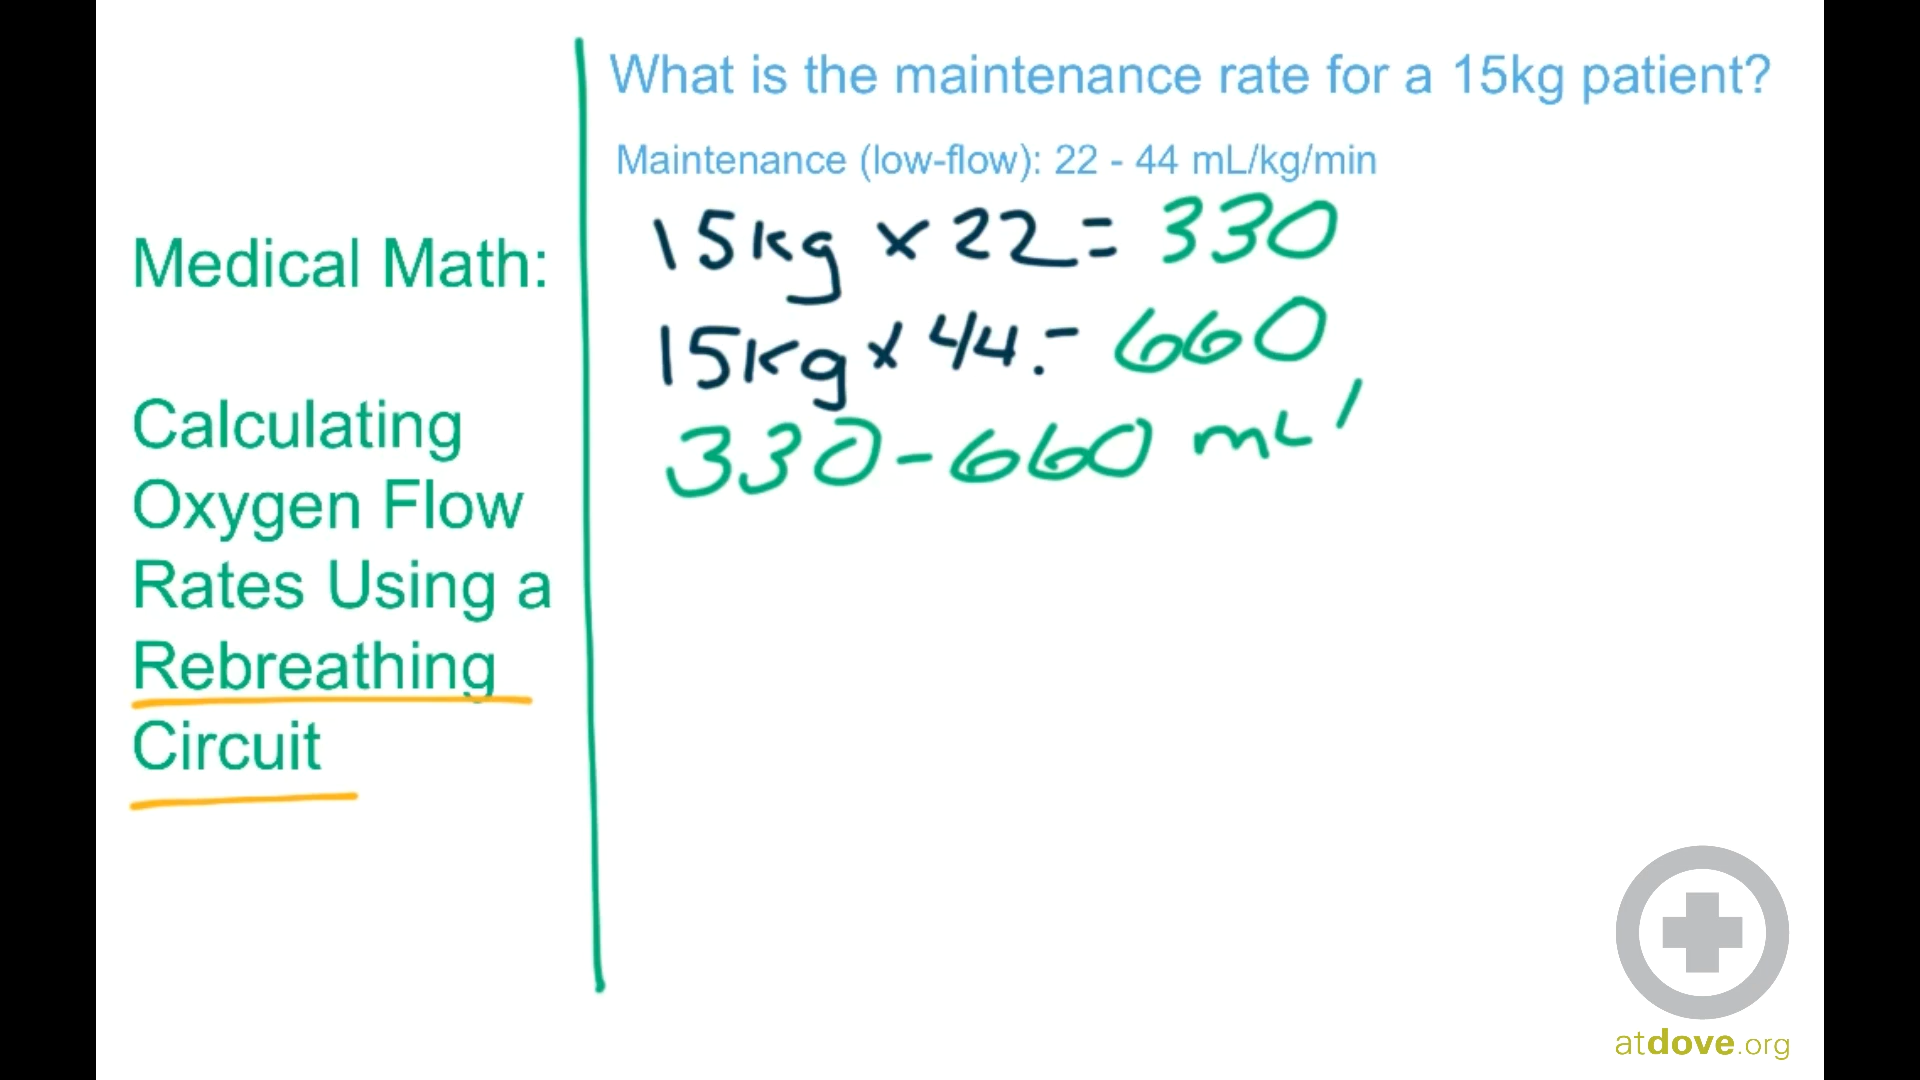 What is the maintenance rate for a 15kg patient?
Maintenance (low-flow): 22 - 44 mL/kg/min
15kg x 22 = 330
15kg x 44 = 660
330 - 660 mL /
Medical Math:
Calculating
Oxygen Flow
Rates Using a
Rebreathing
Circuit
atdove.org